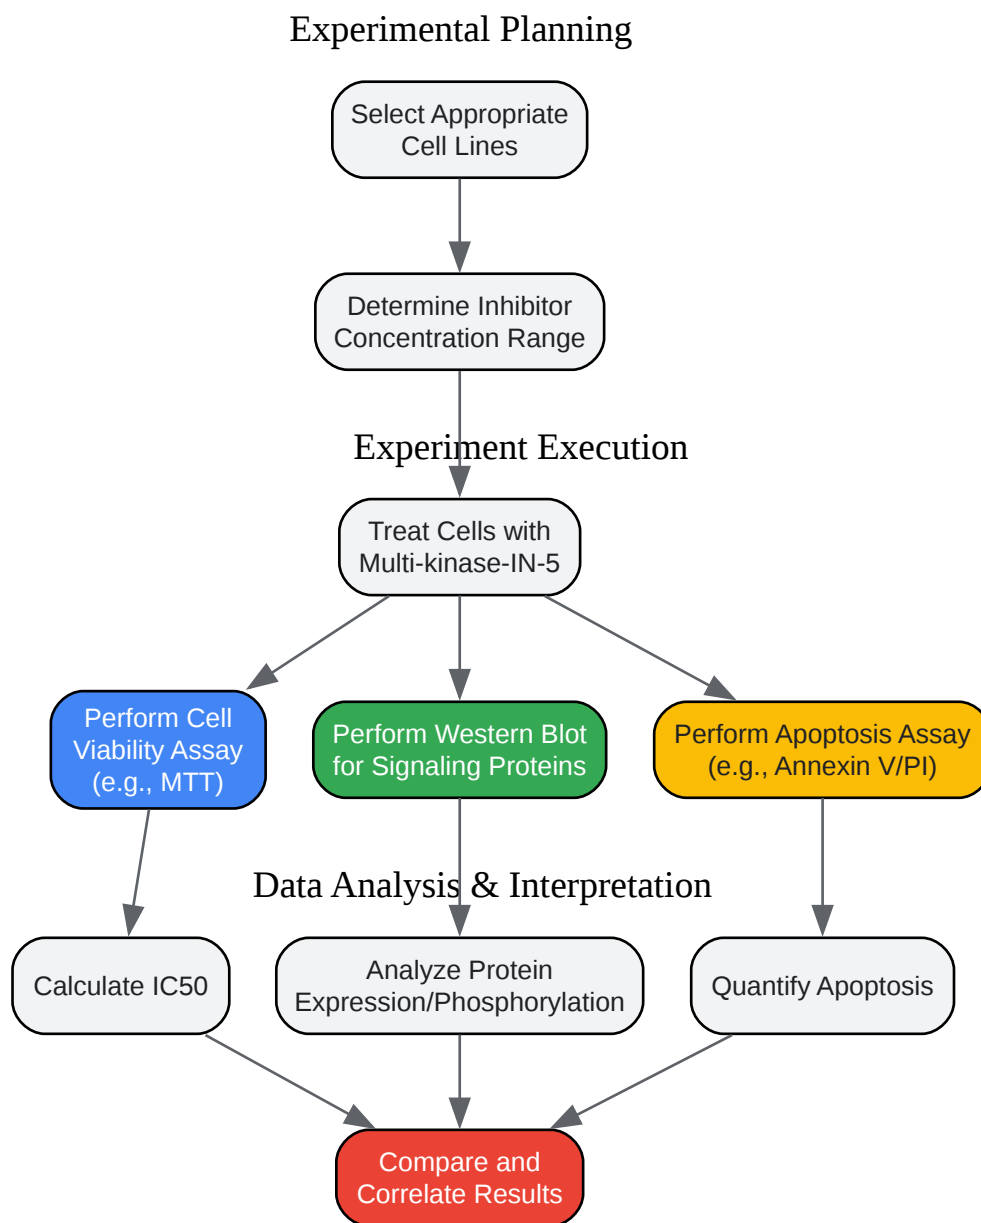 Experimental Planning
Select Appropriate
Cell Lines
Determine Inhibitor
Concentration Range
Experiment Execution
Treat Cells with
Multi-kinase-IN-5
Perform Cell
Viability Assay
(e.g., MTT)
Perform Western Blot
for Signaling Proteins
Perform Apoptosis Assay
(e.g., Annexin V/PI)
Data Analysis & Interpretation
Calculate IC50
Analyze Protein
Expression/Phosphorylation
Quantify Apoptosis
Compare and
Correlate Results